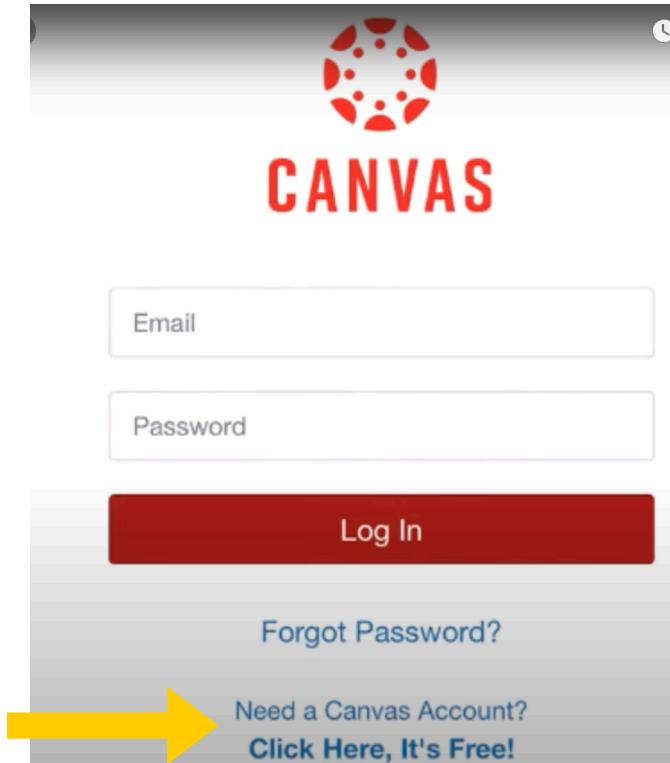 CANVAS
Email
Password
Log In
Forgot Password?
Need a Canvas Account?
Click Here, It's Free!